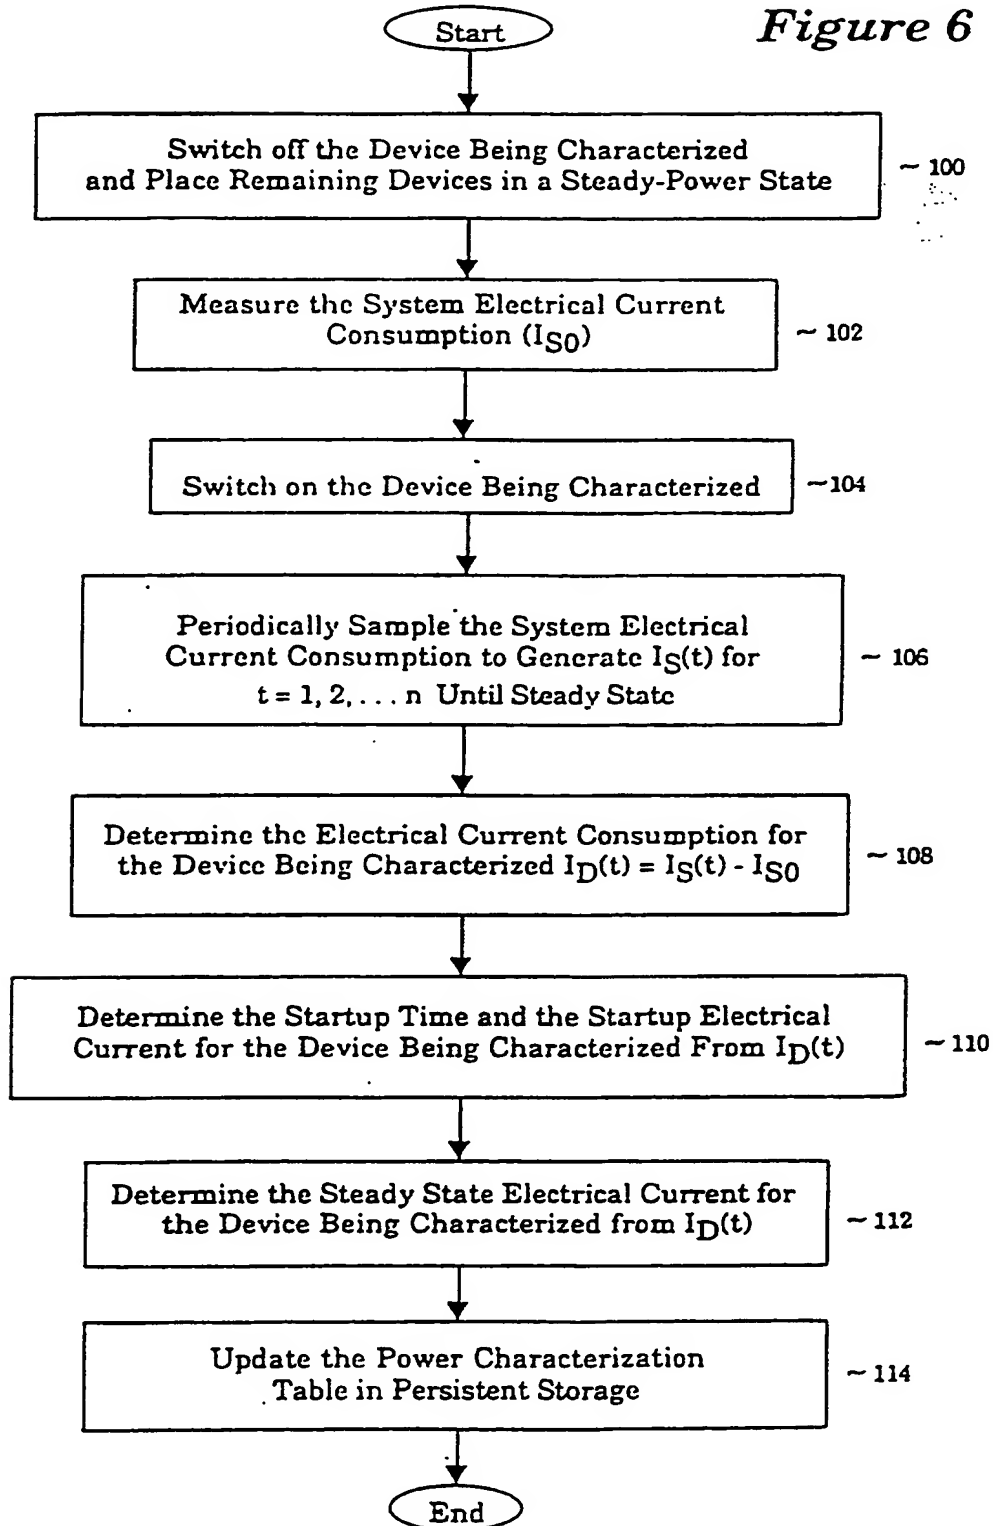 Figure 6
Start
Switch off the Device Being Characterized
and Place Remaining Devices in a Steady-Power State
~ 100
Measure the System Electrical Current
Consumption (IS0)
~ 102
Switch on the Device Being Characterized
~104
Periodically Sample the System Electrical
Current Consumption to Generate IS(t) for
t = 1, 2, . . . n Until Steady State
~ 106
Determine the Electrical Current Consumption for
the Device Being Characterized ID(t) = IS(t) - IS0
~ 108
Determine the Startup Time and the Startup Electrical
Current for the Device Being Characterized From ID(t)
~ 110
Determine the Steady State Electrical Current for
the Device Being Characterized from ID(t)
~ 112
Update the Power Characterization
Table in Persistent Storage
~ 114
End